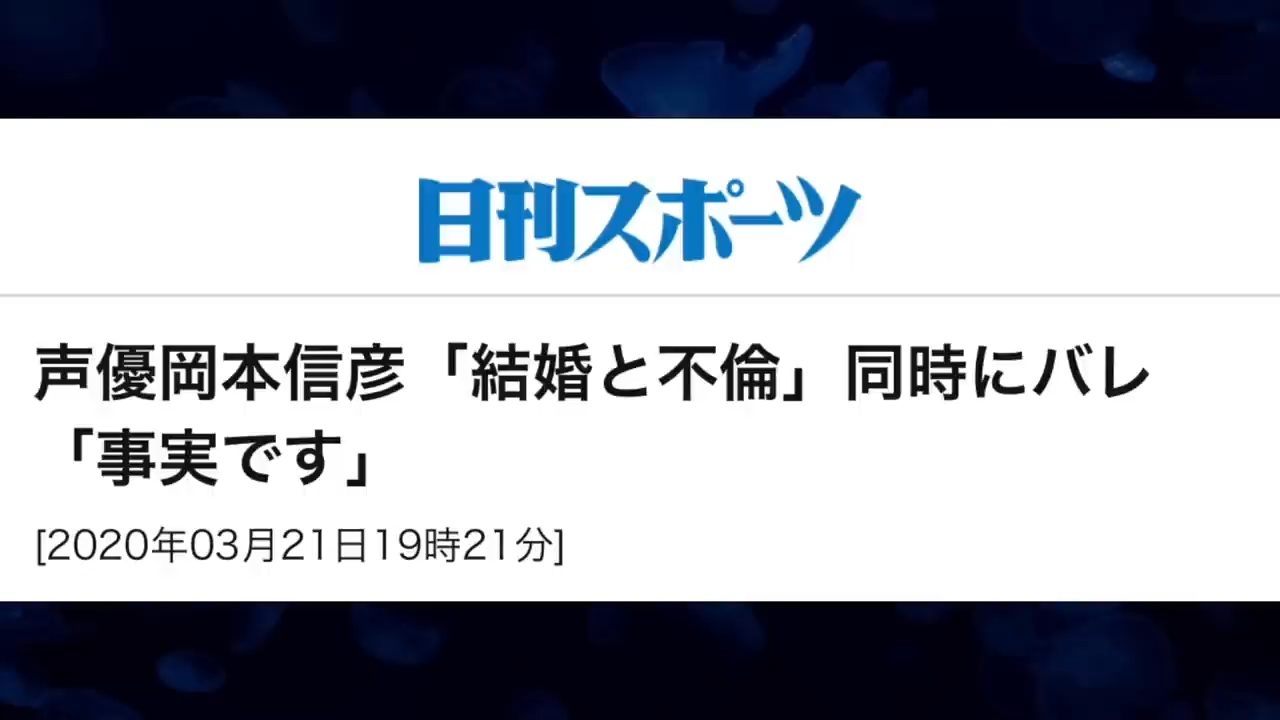 日刊スポーツ
声優岡本信彦「結婚と不倫」同時にバレ
「事実です」
[2020年03月21日19時21分]